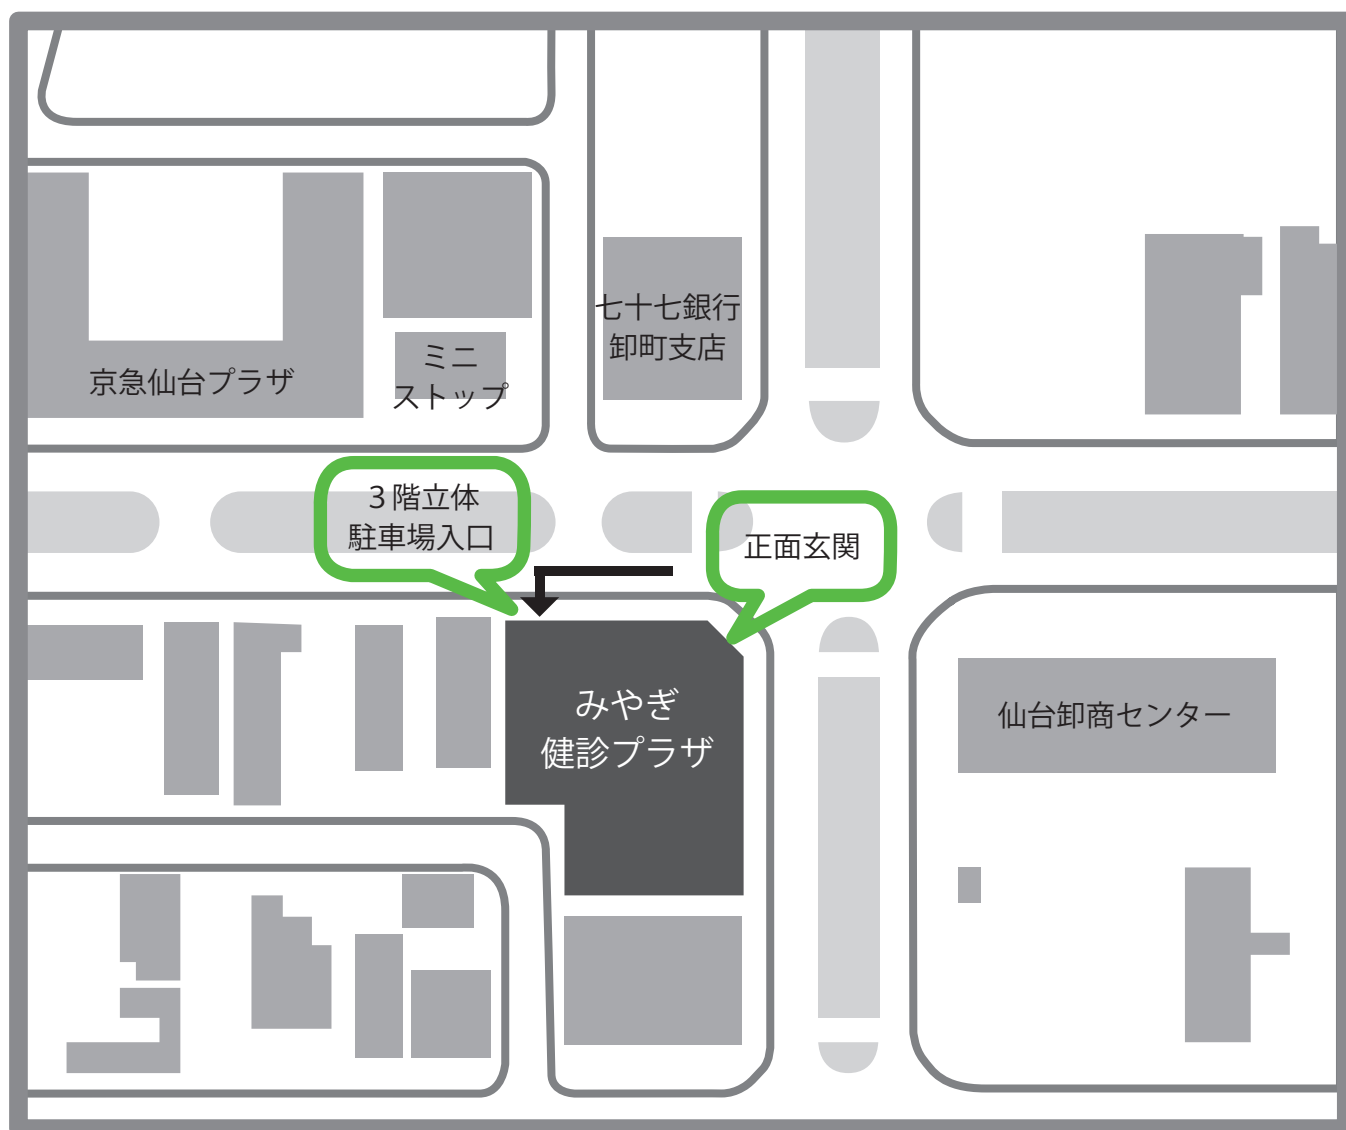 七十七銀行
卸町支店
ミニ
ストップ
京急仙台プラザ
３階立体
駐車場入口
正面玄関
みやぎ
健診プラザ
仙台卸商センター